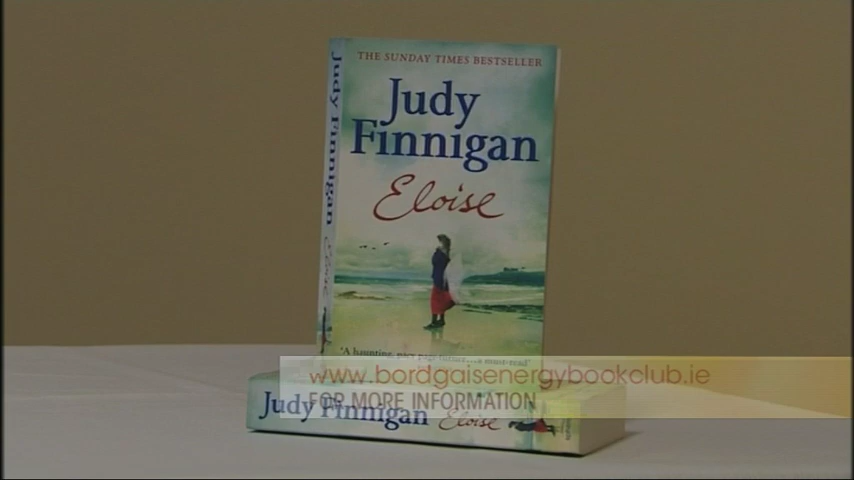 THE SUNDAY TIMES BESTSELLER
Judy
Finnigan
Eloise
Judy Finnigan
Eloise
'A haunting, pacy page-turner...a must-read'
www.bordgaisenergybookclub.ie
FOR MORE INFORMATION
Judy Finnigan Eloise